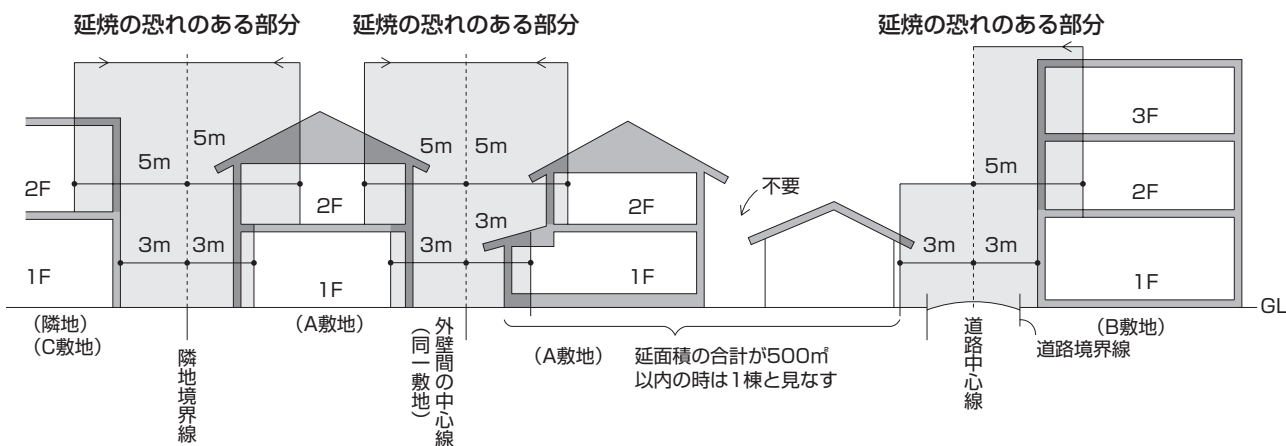 延焼の恐れのある部分
延焼の恐れのある部分
延焼の恐れのある部分
5m
5m
5m
5m
5m
3m
3m
3m
3m
3m
3m
2F
1F
2F
1F
2F
1F
不要
3F
2F
1F
GL
(隣地)
(C敷地)
隣地境界線
(A敷地)
外壁間の中心線
(同一敷地)
(A敷地)
延面積の合計が500㎡
以内の時は1棟と見なす
道路中心線
道路境界線
(B敷地)